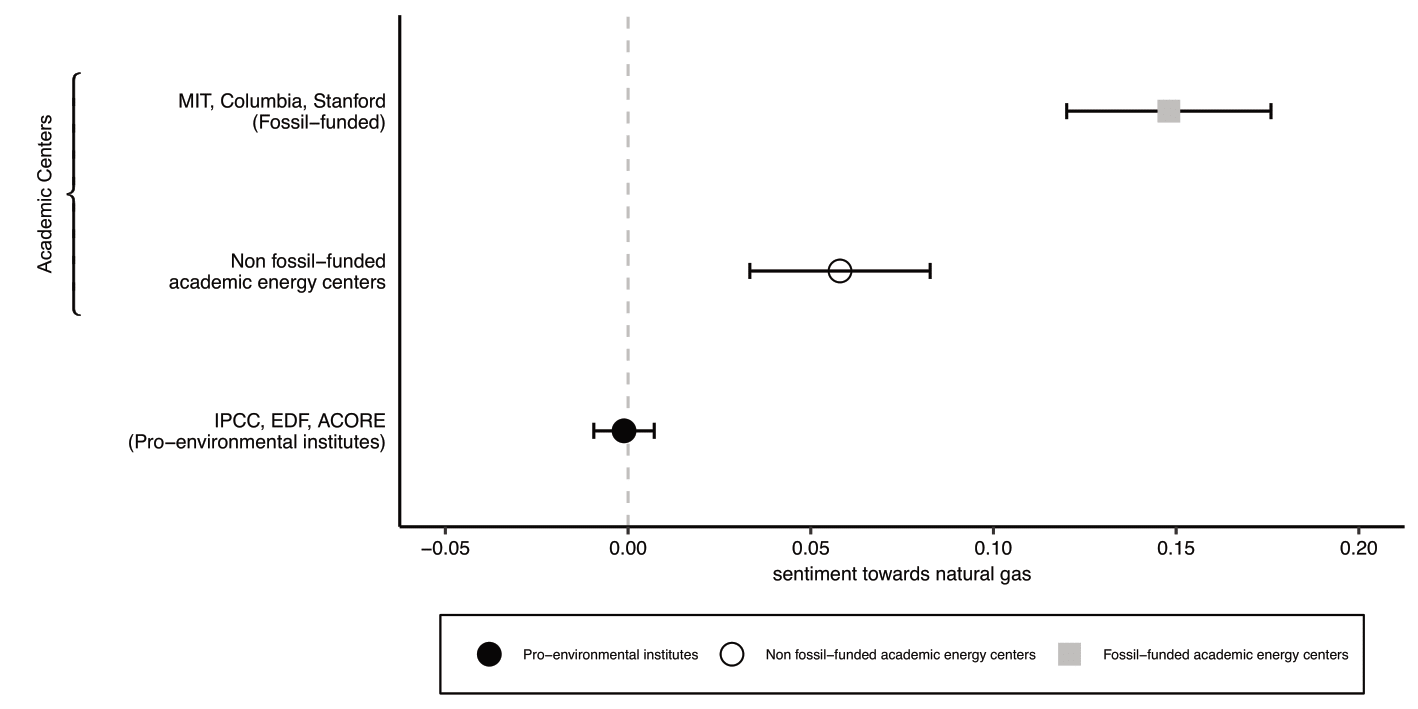 Academic Centers
MIT, Columbia, Stanford
(Fossil−funded)
Non fossil−funded
academic energy centers
IPCC, EDF, ACORE
(Pro−environmental institutes)
−0.05 0.00 0.05 0.10 0.15 0.20
sentiment towards natural gas
Pro−environmental institutes Non fossil−funded academic energy centers Fossil−funded academic energy centers